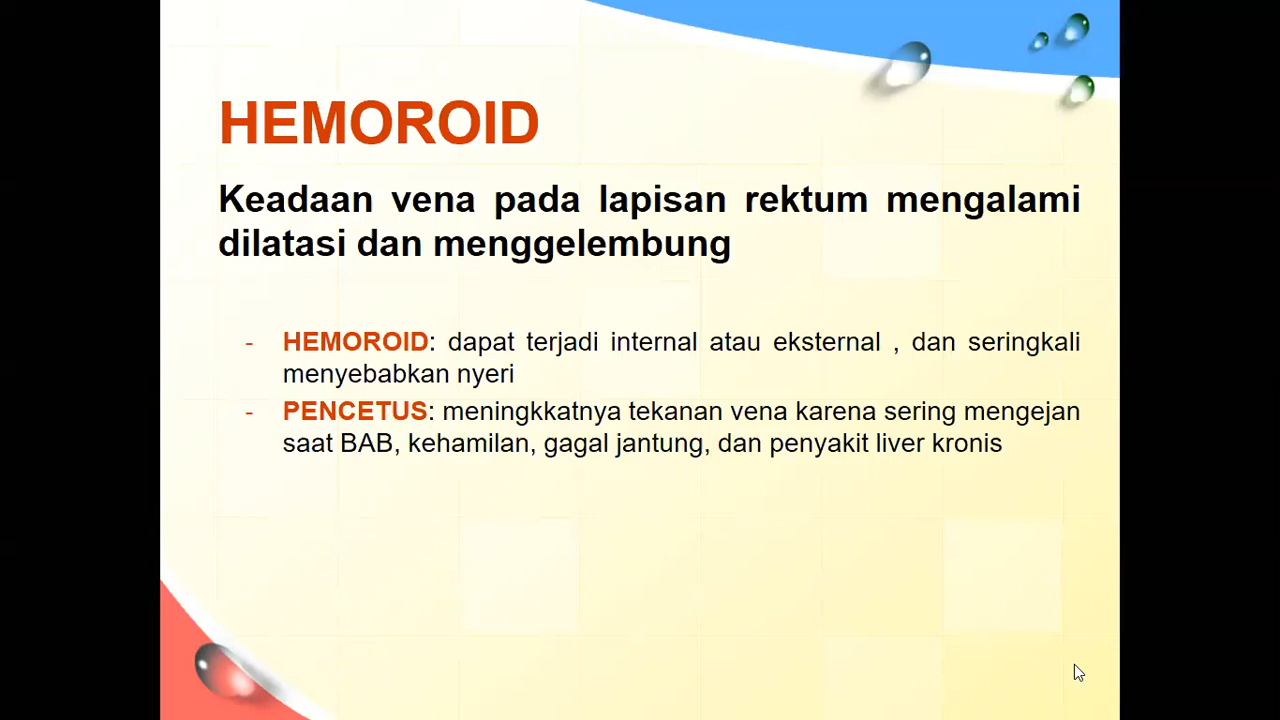 HEMOROID
Keadaan vena pada lapisan rektum mengalami
dilatasi dan menggelembung
- HEMOROID: dapat terjadi internal atau eksternal , dan seringkali
menyebabkan nyeri
- PENCETUS: meningkkatnya tekanan vena karena sering mengejan
saat BAB, kehamilan, gagal jantung, dan penyakit liver kronis